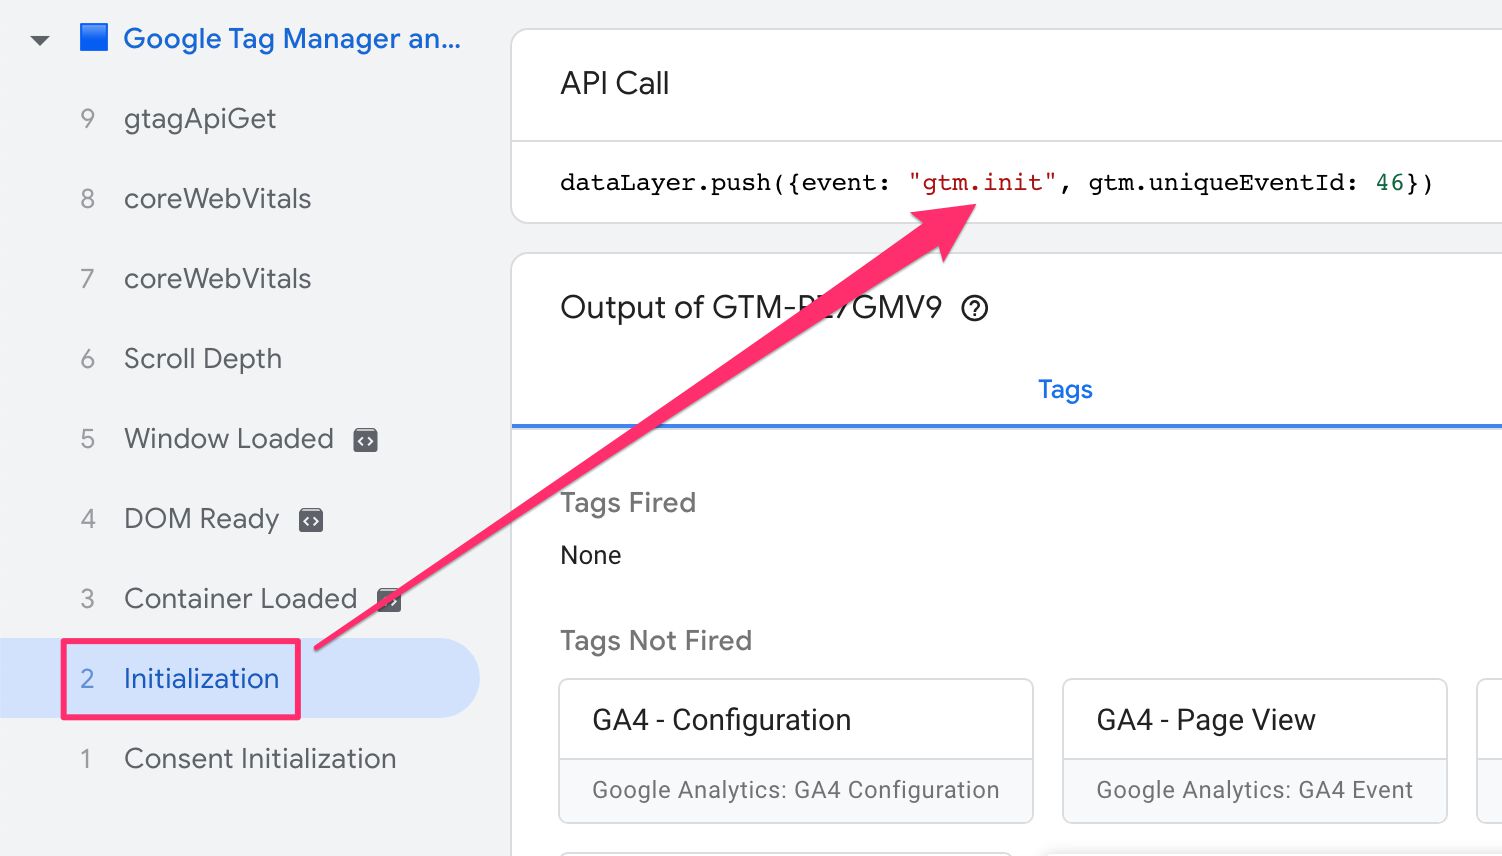 Google Tag Manager an...
9 gtagApiGet
8 coreWebVitals
7 coreWebVitals
6 Scroll Depth
5 Window Loaded
4 DOM Ready
3 Container Loaded
2 Initialization
1 Consent Initialization
API Call
dataLayer.push({event: "gtm.init", gtm.uniqueEventId: 46})
Output of
Tags
Tags Fired
None
Tags Not Fired
GA4 - Configuration
Google Analytics: GA4 Configuration
GA4 - Page View
Google Analytics: GA4 Event